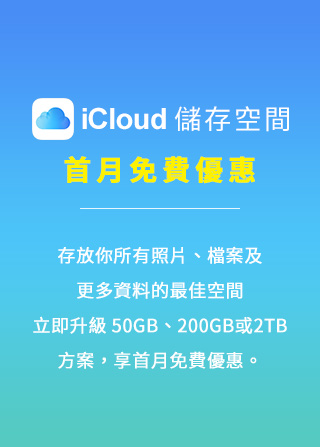 iCloud 儲存空間
首月免費優惠
存放你所有照片、檔案及
更多資料的最佳空間
立即升級 50GB、200GB或2TB
方案，享首月免費優惠。